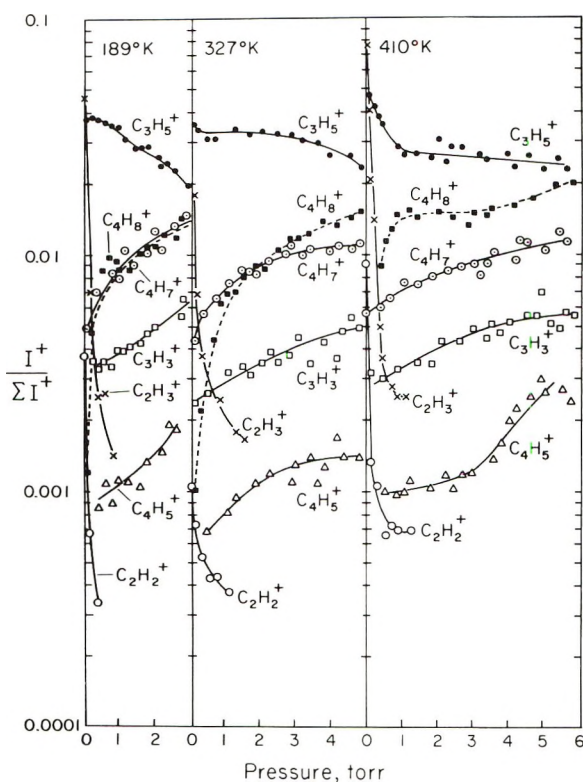 0.1
0.01
0.001
0.0001
I⁺
ΣI⁺
189°K
C₃H₅⁺
C₄H₈⁺
C₄H₇⁺
C₃H₃⁺
C₂H₃⁺
C₄H₅⁺
C₂H₂⁺
327°K
C₃H₅⁺
C₄H₈⁺
C₄H₇⁺
C₃H₃⁺
C₂H₃⁺
C₄H₅⁺
C₂H₂⁺
410°K
C₃H₅⁺
C₄H₈⁺
C₄H₇⁺
C₃H₃⁺
C₂H₃⁺
C₄H₅⁺
C₂H₂⁺
0 1 2 0 1 2 3 4 0 1 2 3 4 5 6
Pressure, torr